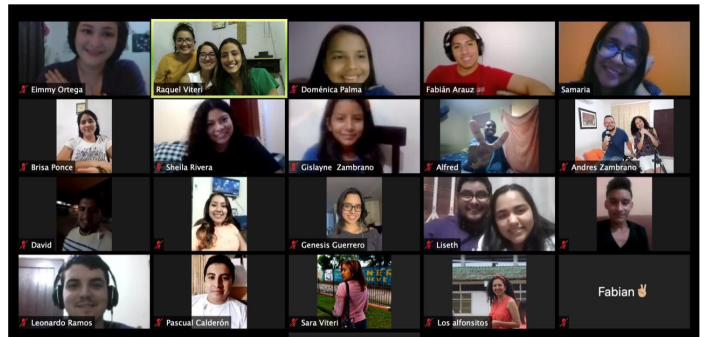 Eimmy Ortega
Raquel Viteri
Doménica Palma
Fabián Arauz
Samaria
Brisa Ponce
Sheila Rivera
Gislayne Zambrano
Alfred
Andres Zambrano
David
Genesis Guerrero
Liseth
Leonardo Ramos
Pascual Calderón
Sara Viteri
Los alfonsitos
Fabian✌🏼